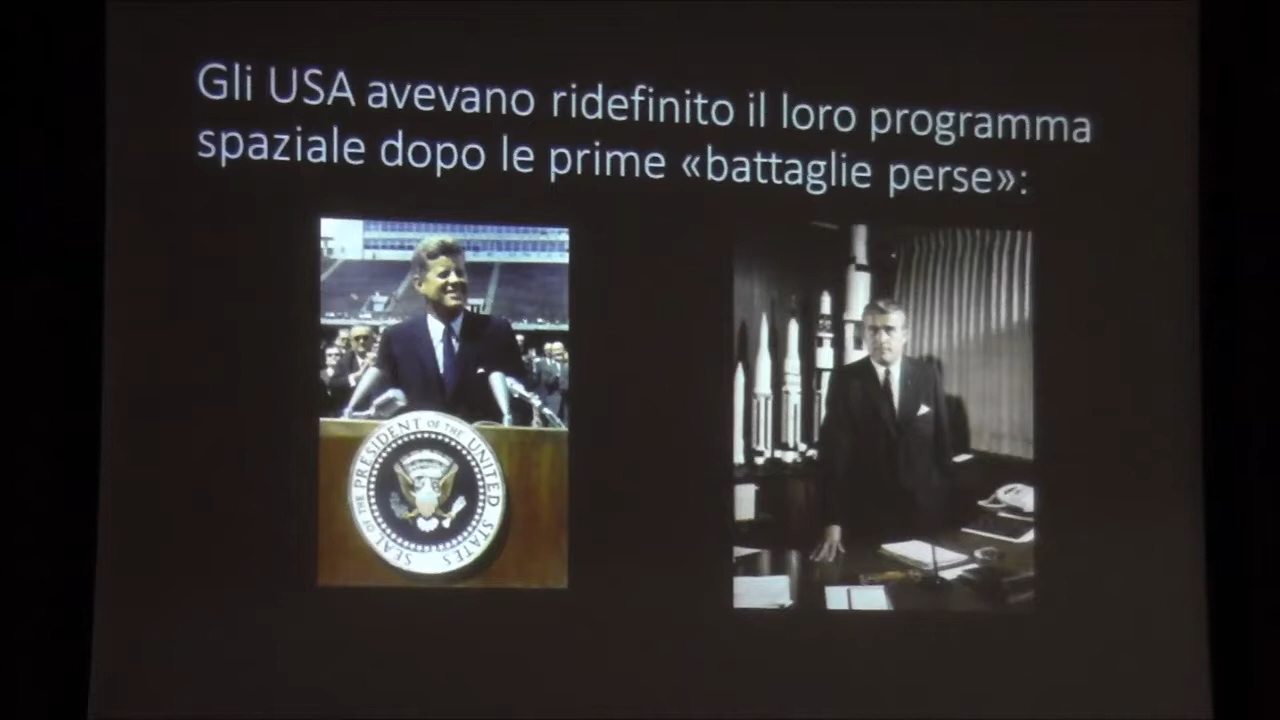 Gli USA avevano ridefinito il loro programma
spaziale dopo le prime «battaglie perse»:
SEAL OF THE PRESIDENT OF THE UNITED STATES